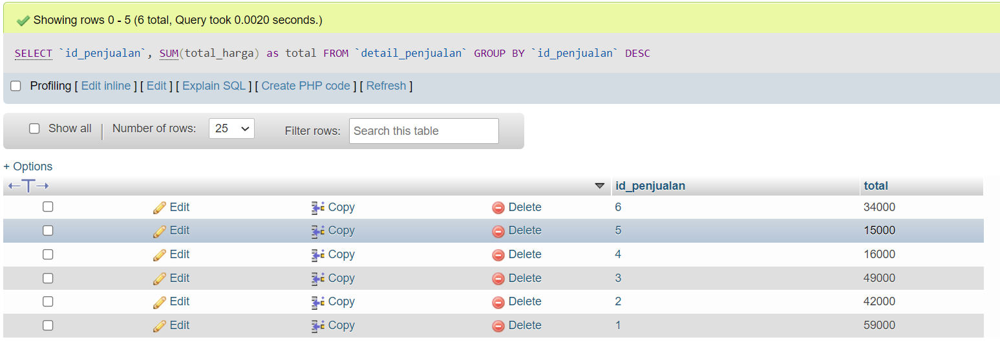 Showing rows 0 - 5 (6 total, Query took 0.0020 seconds.)
SELECT `id_penjualan`, SUM(total_harga) as total FROM `detail_penjualan` GROUP BY `id_penjualan` DESC
Profiling [ Edit inline ] [ Edit ] [ Explain SQL ] [ Create PHP code ] [ Refresh ]
Show all | Number of rows: 25 Filter rows: Search this table
+ Options
←T→ id_penjualan total
Edit Copy Delete 6 34000
Edit Copy Delete 5 15000
Edit Copy Delete 4 16000
Edit Copy Delete 3 49000
Edit Copy Delete 2 42000
Edit Copy Delete 1 59000